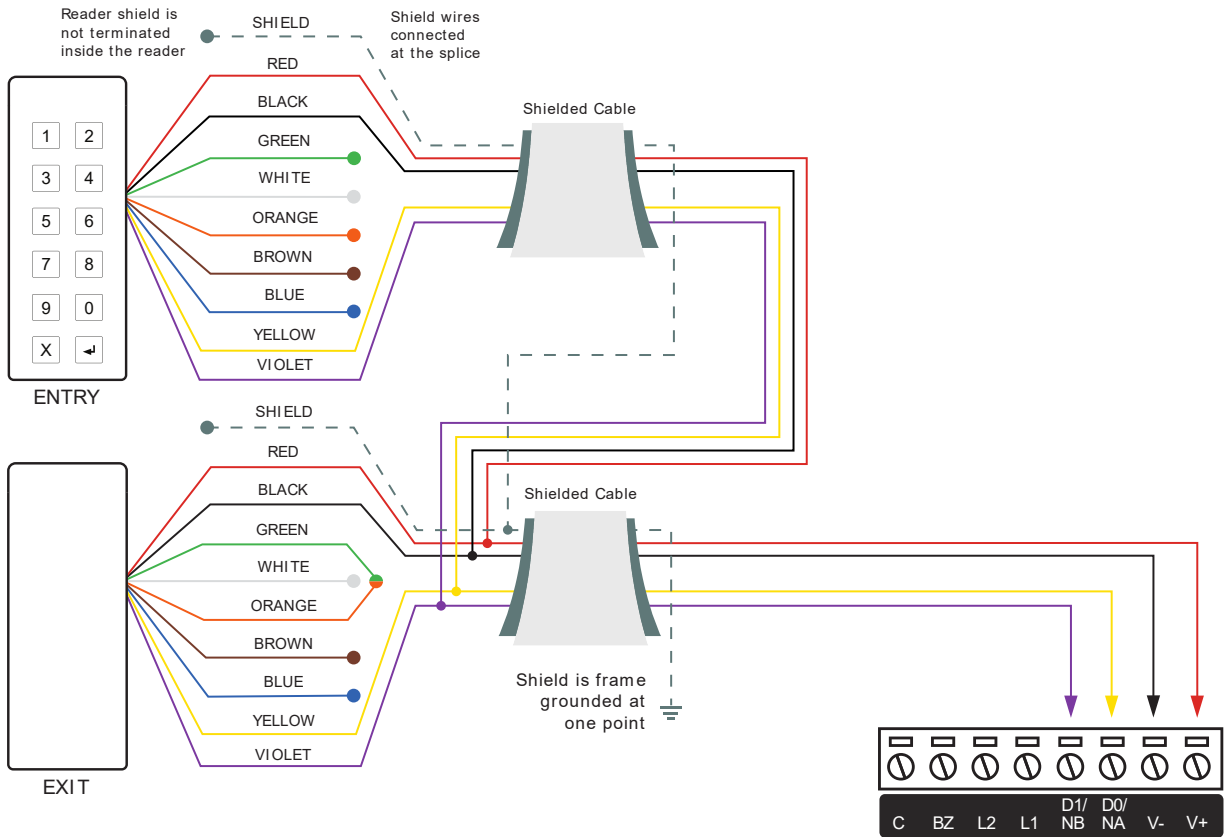 Reader shield is
not terminated
inside the reader
SHIELD
Shield wires
connected
at the splice
RED
BLACK
GREEN
WHITE
ORANGE
BROWN
BLUE
YELLOW
VIOLET
Shielded Cable
1 2
3 4
5 6
7 8
9 0
X ↵
ENTRY
SHIELD
RED
BLACK
GREEN
WHITE
ORANGE
BROWN
BLUE
YELLOW
VIOLET
Shielded Cable
Shield is frame
grounded at
one point
EXIT
C BZ L2 L1 D1/ NB D0/ NA V- V+